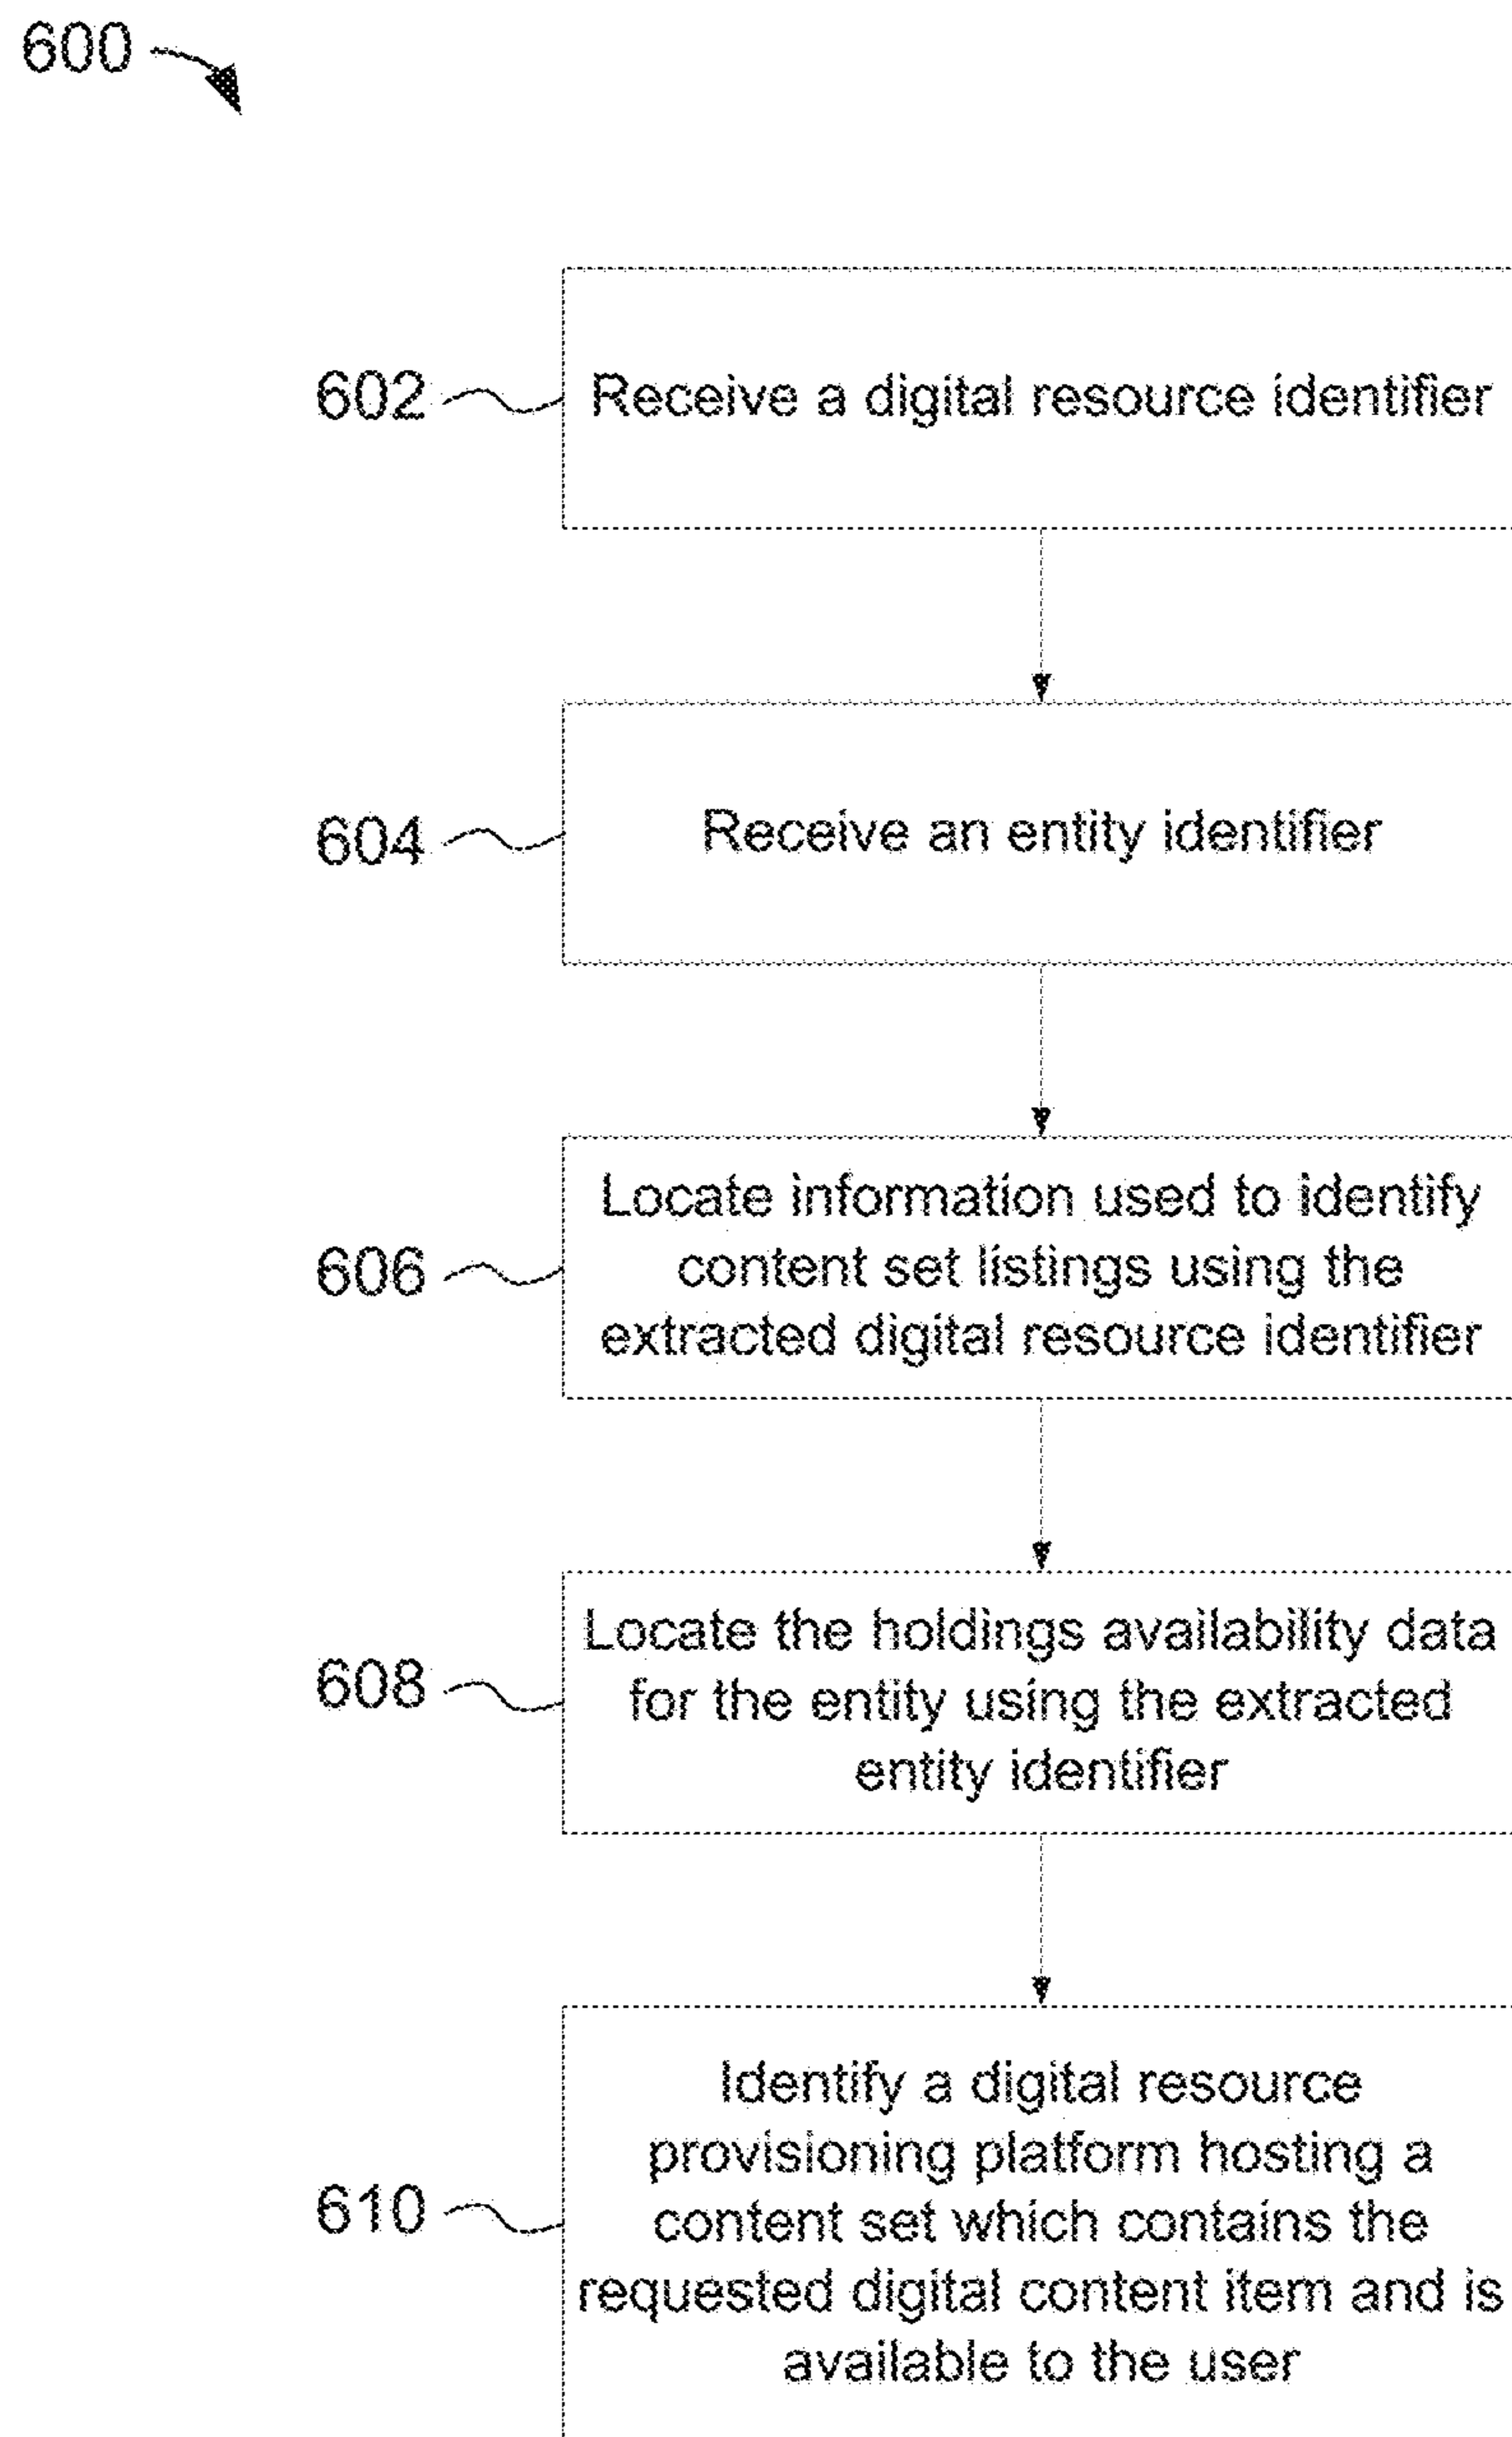 600
602
Receive a digital resource identifier
604
Receive an entity identifier
606
Locate information used to identify
content set listings using the
extracted digital resource identifier
608
Locate the holdings availability data
for the entity using the extracted
entity identifier
610
Identify a digital resource
provisioning platform hosting a
content set which contains the
requested digital content item and is
available to the user